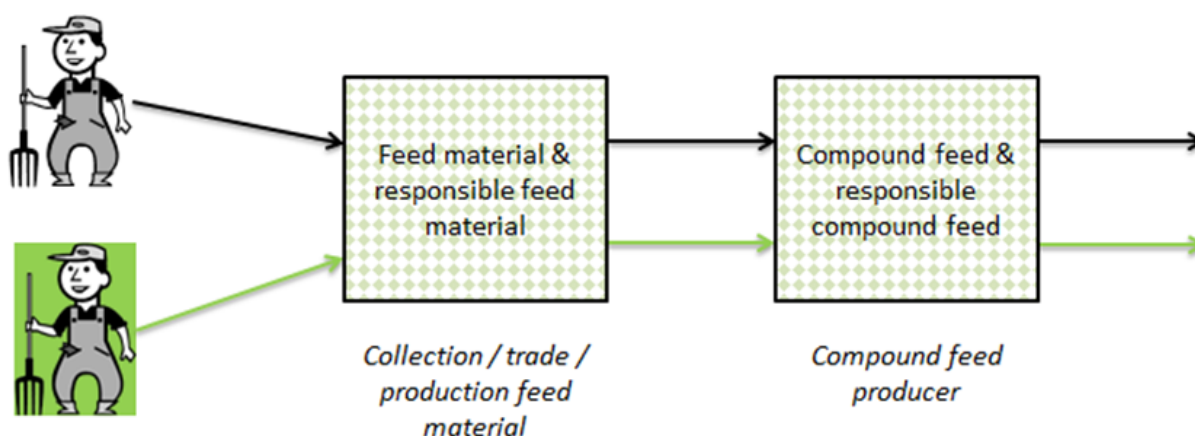 Feed material &
responsible feed
material
Compound feed &
responsible
compound feed
Collection / trade /
production feed
material
Compound feed
producer